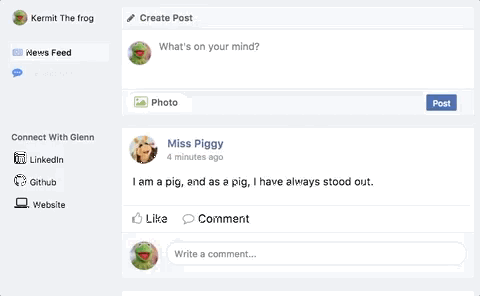 Kermit The frog
News Feed
Connect With Glenn
LinkedIn
Github
Website
Create Post
What's on your mind?
Photo
Post
Miss Piggy
4 minutes ago
I am a pig, and as a pig, I have always stood out.
Like
Comment
Write a comment...